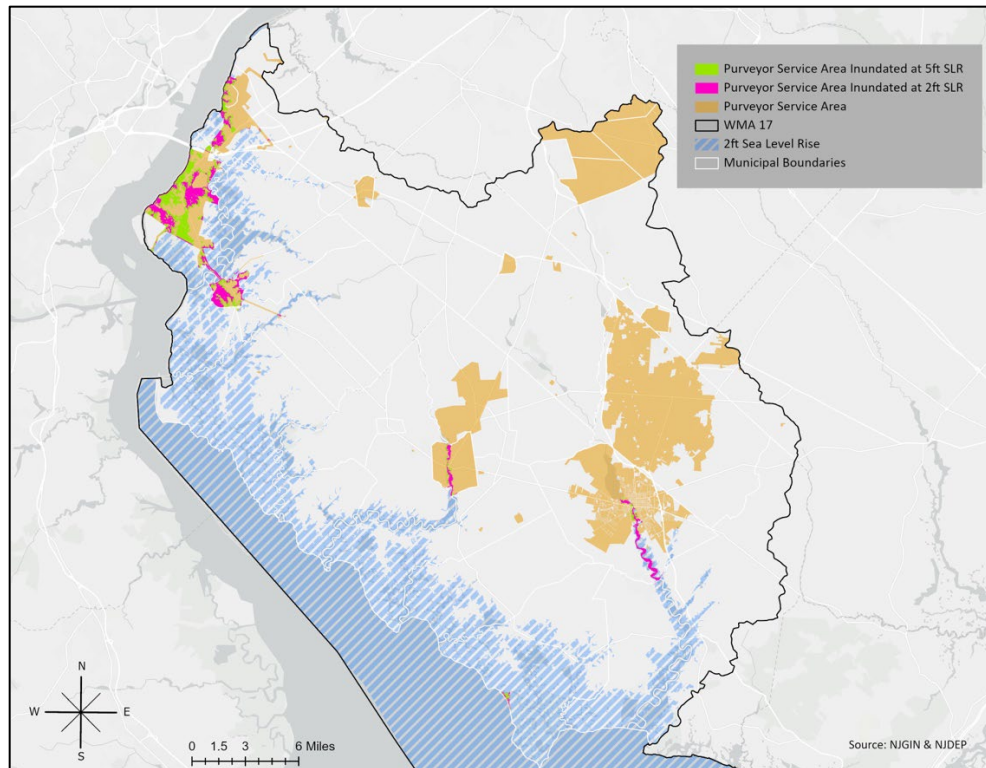 Purveyor Service Area Inundated at 5ft SLR
Purveyor Service Area Inundated at 2ft SLR
Purveyor Service Area
WMA 17
2ft Sea Level Rise
Municipal Boundaries
N
W E
S
0 1.5 3 6 Miles
Source: NJGIN & NJDEP